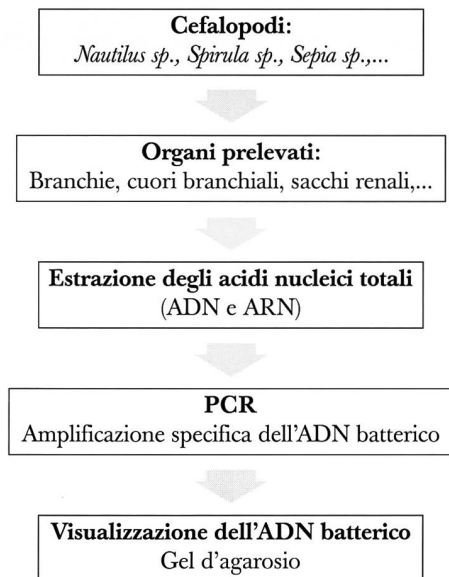 Cefalopodi:
Nautilus sp., Spirula sp., Sepia sp.,...
Organi prelevati:
Branchie, cuori branchiali, sacchi renali,...
Estrazione degli acidi nucleici totali
(ADN e ARN)
PCR
Amplificazione specifica dell’ADN batterico
Visualizzazione dell’ADN batterico
Gel d’agarosio